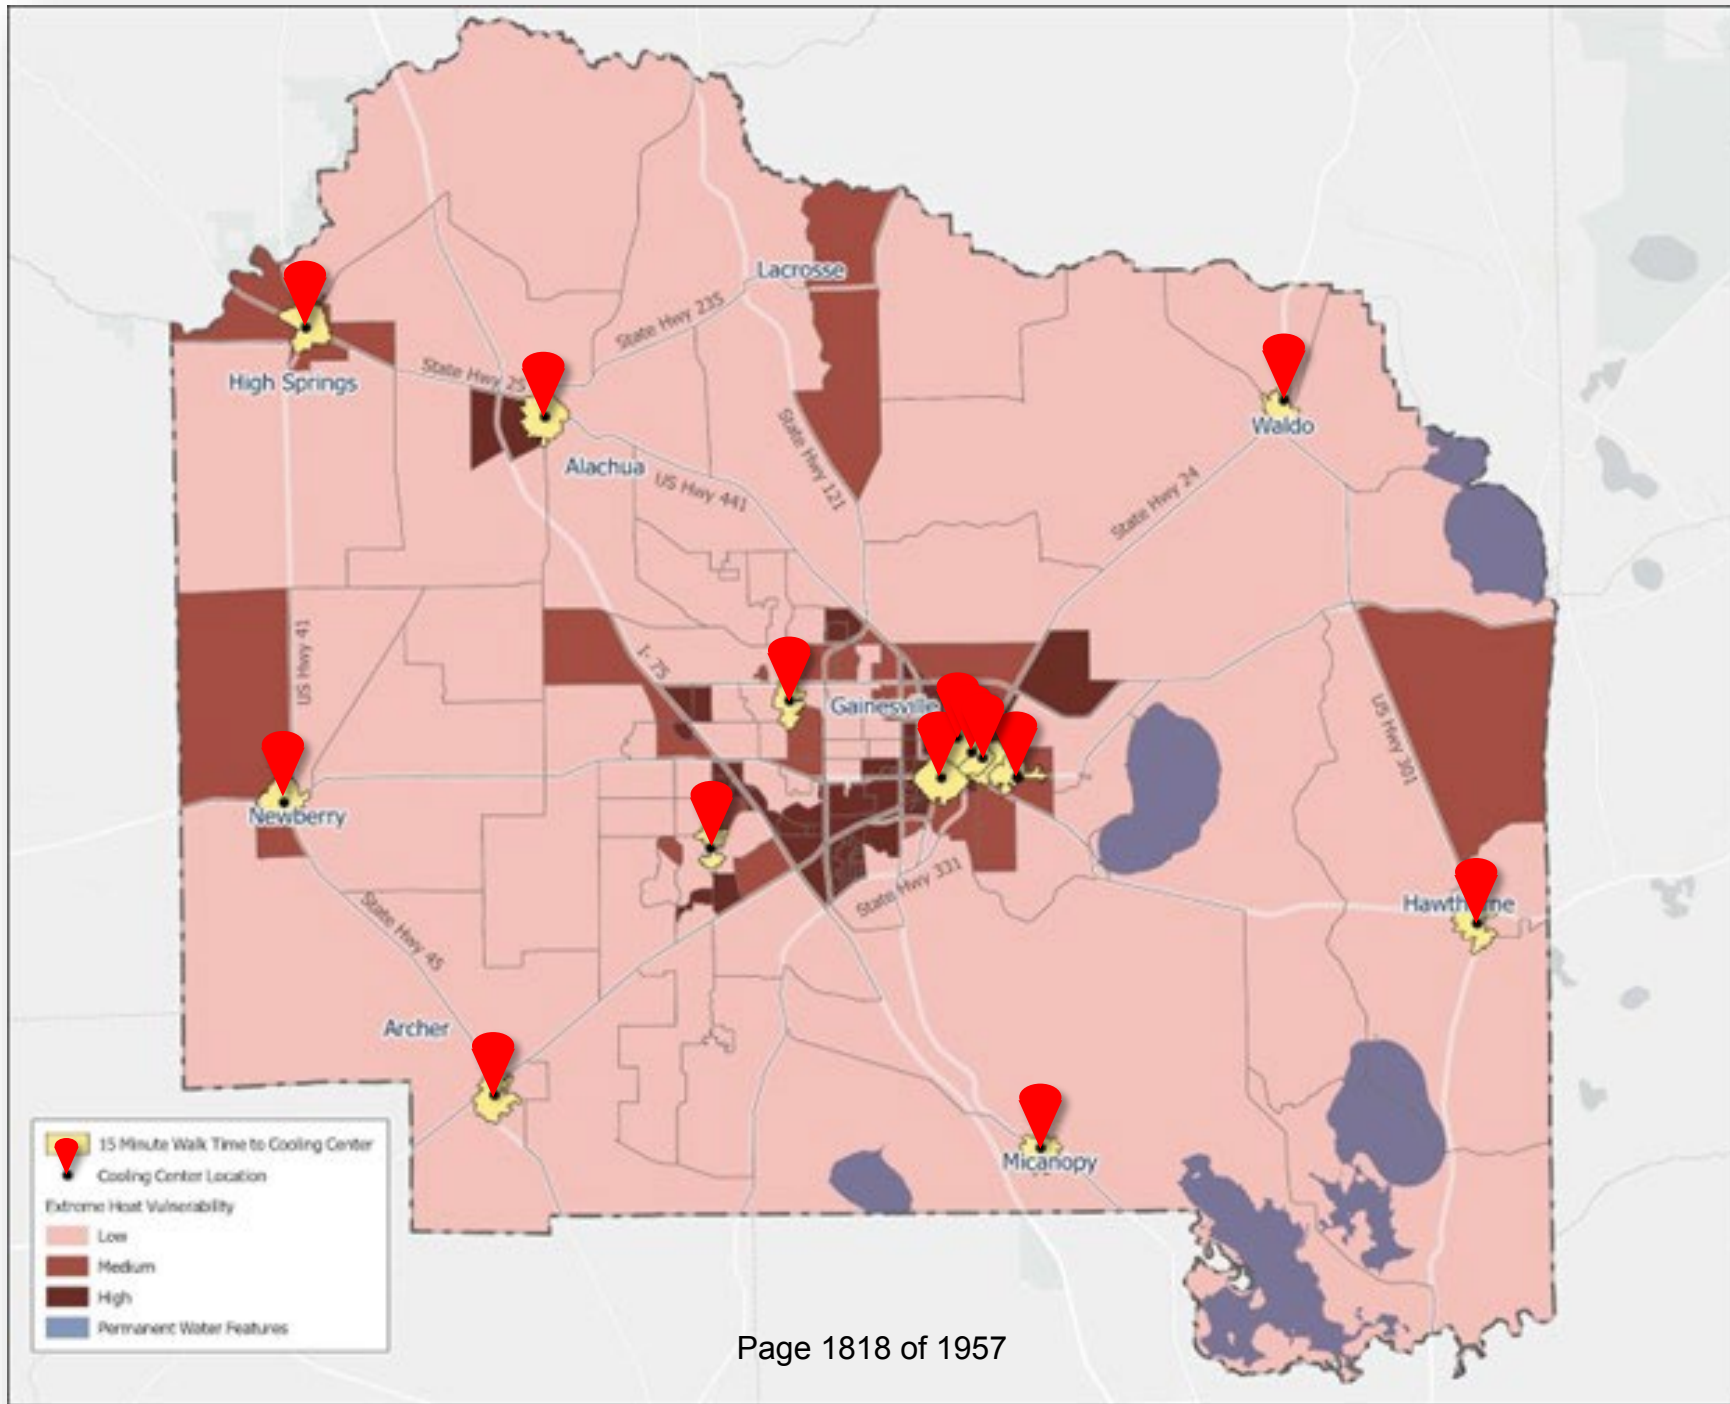 Lacrosse
State Hwy 235
High Springs
State Hwy 25
Waldo
Alachua
US Hwy 441
State Hwy 121
State Hwy 24
US Hwy 41
I- 75
Gainesville
US Hwy 301
Newberry
State Hwy 331
Hawth
me
State Hwy 45
Archer
Micanopy
15 Minute Walk Time to Cooling Center
Cooling Center Location
Extreme Heat Vulnerability
Low
Medium
High
Permanent Water Features
Page 1818 of 1957